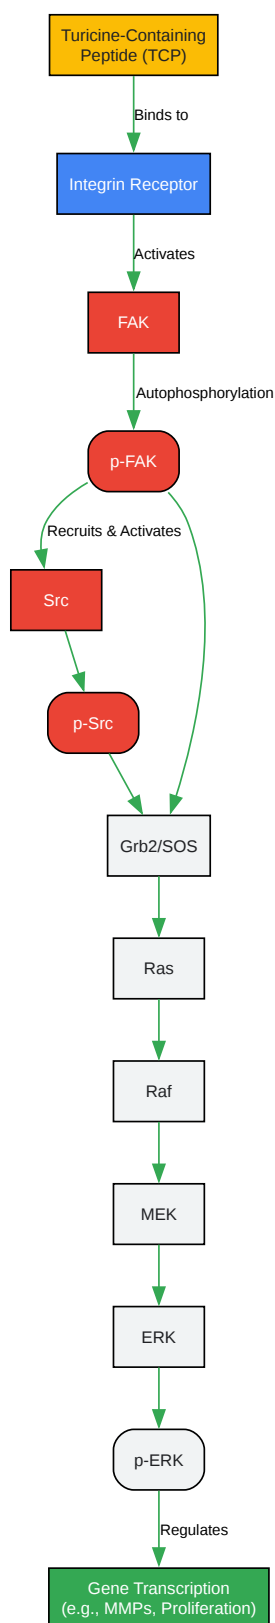 Turicine-Containing
Peptide (TCP)
Binds to
Integrin Receptor
Activates
FAK
Autophosphorylation
p-FAK
Recruits & Activates
Src
p-Src
Grb2/SOS
Ras
Raf
MEK
ERK
p-ERK
Regulates
Gene Transcription
(e.g., MMPs, Proliferation)